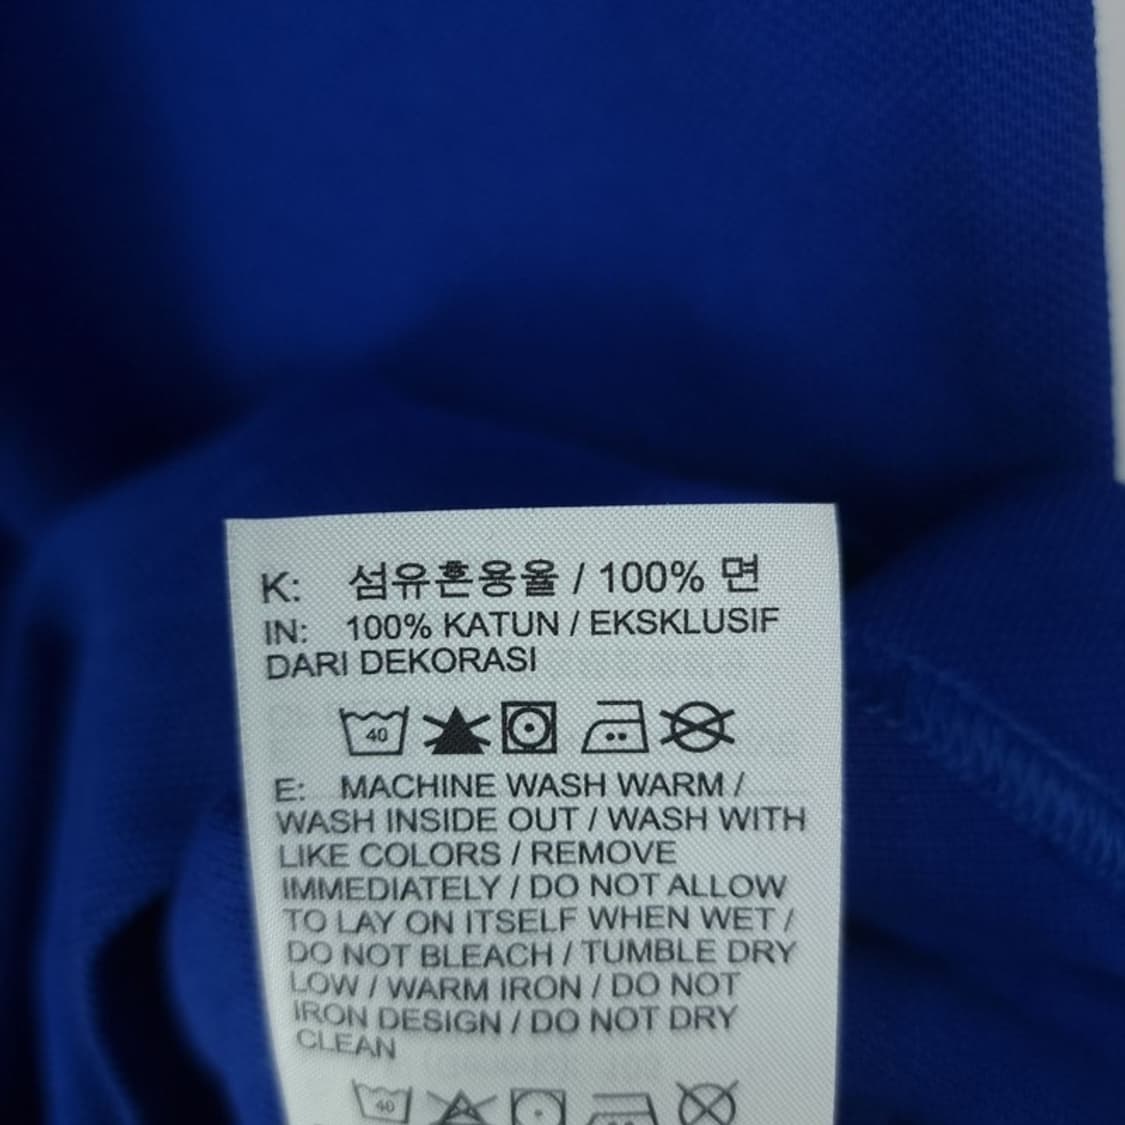 K: 섬유혼용율 / 100% 면
IN: 100% KATUN / EKSKLUSIF
DARI DEKORASI
40
E: MACHINE WASH WARM /
WASH INSIDE OUT / WASH WITH
LIKE COLORS / REMOVE
IMMEDIATELY / DO NOT ALLOW
TO LAY ON ITSELF WHEN WET /
DO NOT BLEACH / TUMBLE DRY
LOW / WARM IRON / DO NOT
IRON DESIGN / DO NOT DRY
CLEAN
40